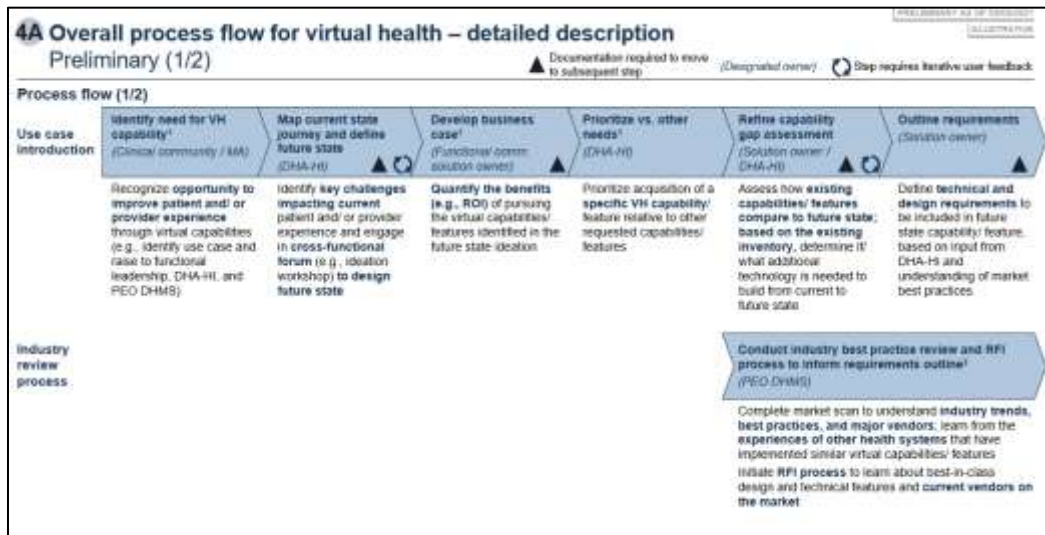 PRELIMINARY AS OF
ILLUSTRATIVE
4A Overall process flow for virtual health – detailed description
Preliminary (1/2)
Documentation required to move
to subsequent step
(Designated owner)
Step requires iterative user feedback
Process flow (1/2)
Use case
introduction
Identify need for VH
capability¹
(Clinical community / MA)
Recognize opportunity to
improve patient and/ or
provider experience
through virtual capabilities
(e.g., identify use case and
raise to functional
leadership, DHA-HI, and
PEO DHMS)
Map current state
journey and define
future state
(DHA-HI)
Identify key challenges
impacting current
patient and/ or provider
experience and engage
in cross-functional
forum (e.g., ideation
workshop) to design
future state
Develop business
case¹
(Functional comm
solution owner)
Quantify the benefits
(e.g., ROI) of pursuing
the virtual capabilities/
features identified in the
future state ideation
Prioritize vs. other
needs¹
(DHA-HI)
Prioritize acquisition of a
specific VH capability/
feature relative to other
requested capabilities/
features
Refine capability
gap assessment
(Solution owner /
DHA-HI)
Assess how existing
capabilities/ features
compare to future state;
based on the existing
inventory, determine if/
what additional
technology is needed to
build from current to
future state
Outline requirements
(Solution owner)
Define technical and
design requirements to
be included in future
state capability/ feature,
based on input from
DHA-HI and
understanding of market
best practices
Industry
review
process
Conduct industry best practice review and RFI
process to inform requirements outline
(PEO DHMS)
Complete market scan to understand industry trends,
best practices, and major vendors; learn from the
experiences of other health systems that have
implemented similar virtual capabilities/ features
Initiate RFI process to learn about best-in-class
design and technical features and current vendors on
the market